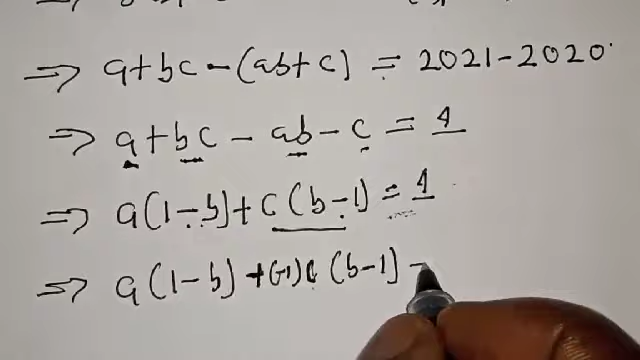 => a+bc-(ab+c) = 2021-2020
=> a+bc - ab - c = 1
=> a(1-b)+c(b-1) = 1
=> a(1-b)+(-1)c(b-1) -